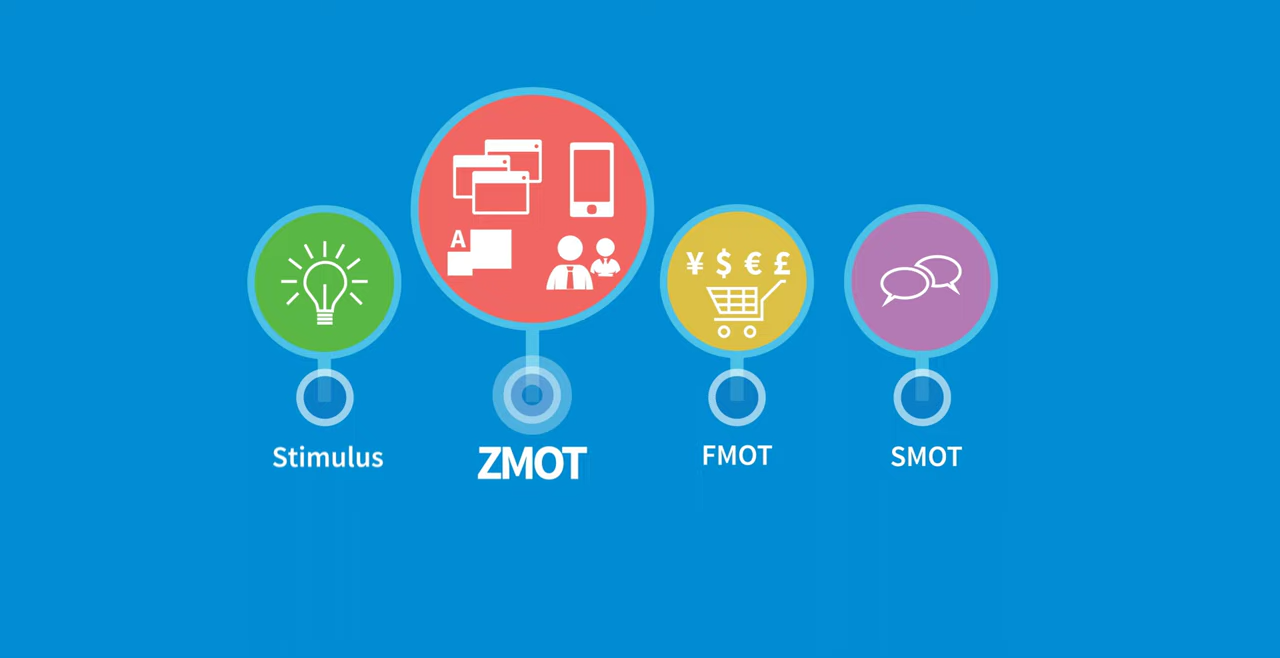 A
¥ $ € £
Stimulus
ZMOT
FMOT
SMOT